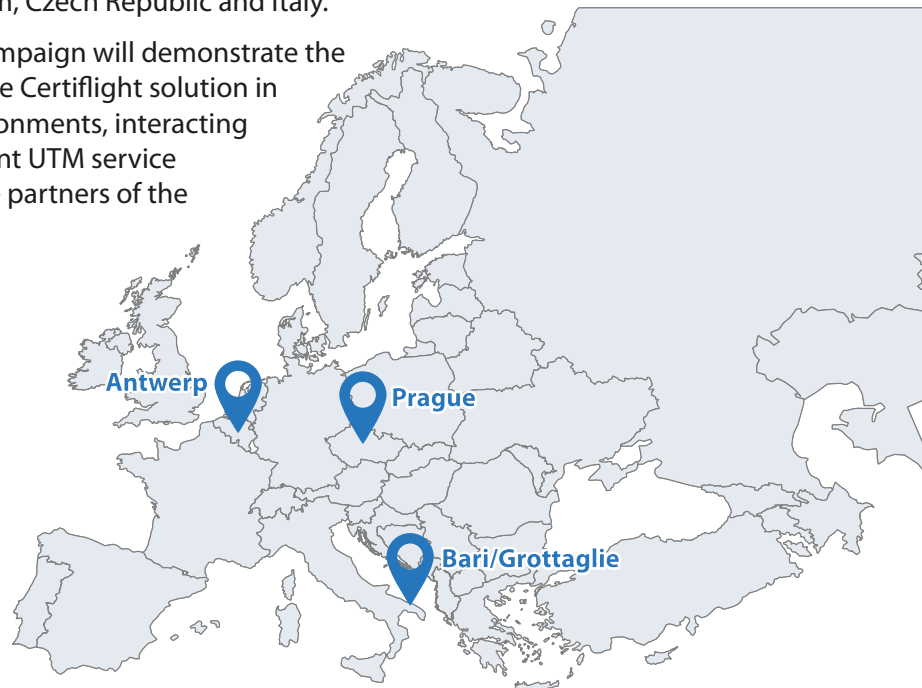 , Czech Republic and Italy.
mpaign will demonstrate the
e Certiflight solution in
onments, interacting
nt UTM service
partners of the
Antwerp
Prague
Bari/Grottaglie